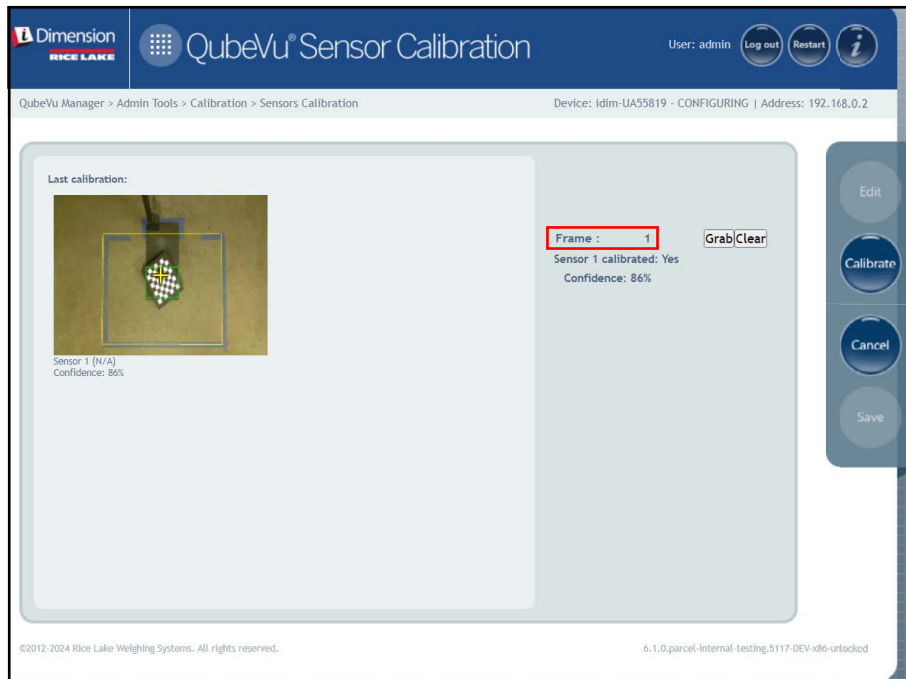 iDimension
RICE LAKE
QubeVu® Sensor Calibration
User: admin
Log out
Restart
i
QubeVu Manager > Admin Tools > Calibration > Sensors Calibration
Device: idim-UA55819 - CONFIGURING | Address: 192.168.0.2
Last calibration:
Sensor 1 (N/A)
Confidence: 86%
Frame : 1
Grab Clear
Sensor 1 calibrated: Yes
Confidence: 86%
Edit
Calibrate
Cancel
Save
©2012-2024 Rice Lake Weighing Systems. All rights reserved.
6.1.0.parcel-internal-testing.5117-DEV-x86-unlocked